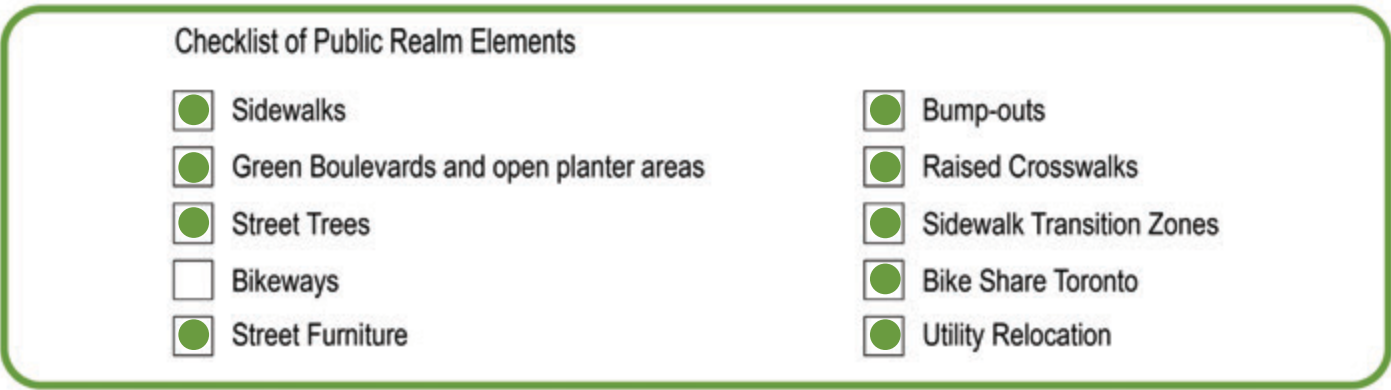 Checklist of Public Realm Elements
Sidewalks
Green Boulevards and open planter areas
Street Trees
Bikeways
Street Furniture
Bump-outs
Raised Crosswalks
Sidewalk Transition Zones
Bike Share Toronto
Utility Relocation